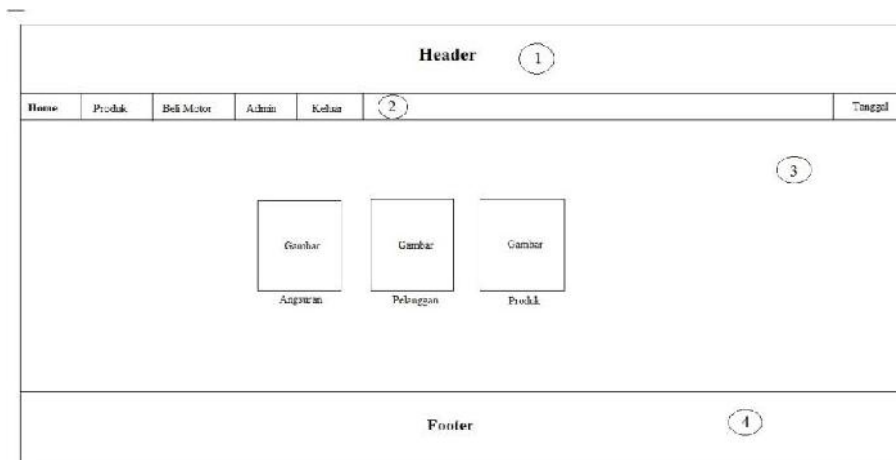 Header 1
Home Produk Beli Motor Admin Keluar 2 Tanggal
3
Gambar Gambar Gambar
Angsuran Pelanggan Produk
Footer 4